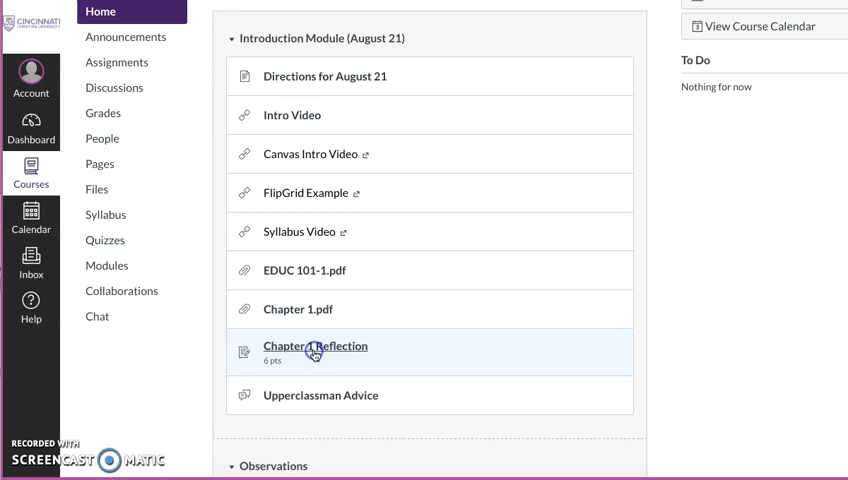 CINCINNATI
CHRISTIAN UNIVERSITY
Account
Dashboard
Courses
Calendar
Inbox
Help
Home
Announcements
Assignments
Discussions
Grades
People
Pages
Files
Syllabus
Quizzes
Modules
Collaborations
Chat
Introduction Module (August 21)
Directions for August 21
Intro Video
Canvas Intro Video
FlipGrid Example
Syllabus Video
EDUC 101-1.pdf
Chapter 1.pdf
Chapter 1 Reflection
6 pts
Upperclassman Advice
Observations
View Course Calendar
To Do
Nothing for now
RECORDED WITH
SCREENCAST MATIC